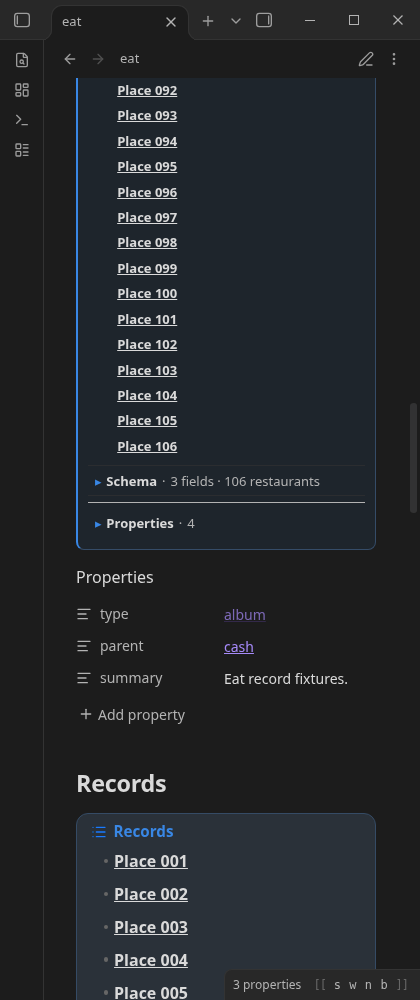 eat
eat
Place 092
Place 093
Place 094
Place 095
Place 096
Place 097
Place 098
Place 099
Place 100
Place 101
Place 102
Place 103
Place 104
Place 105
Place 106
▸ Schema · 3 fields · 106 restaurants
▸ Properties · 4
Properties
type album
parent cash
summary Eat record fixtures.
+ Add property
Records
Records
• Place 001
• Place 002
• Place 003
• Place 004
• Place 005
3 properties [[ s w n b ]]